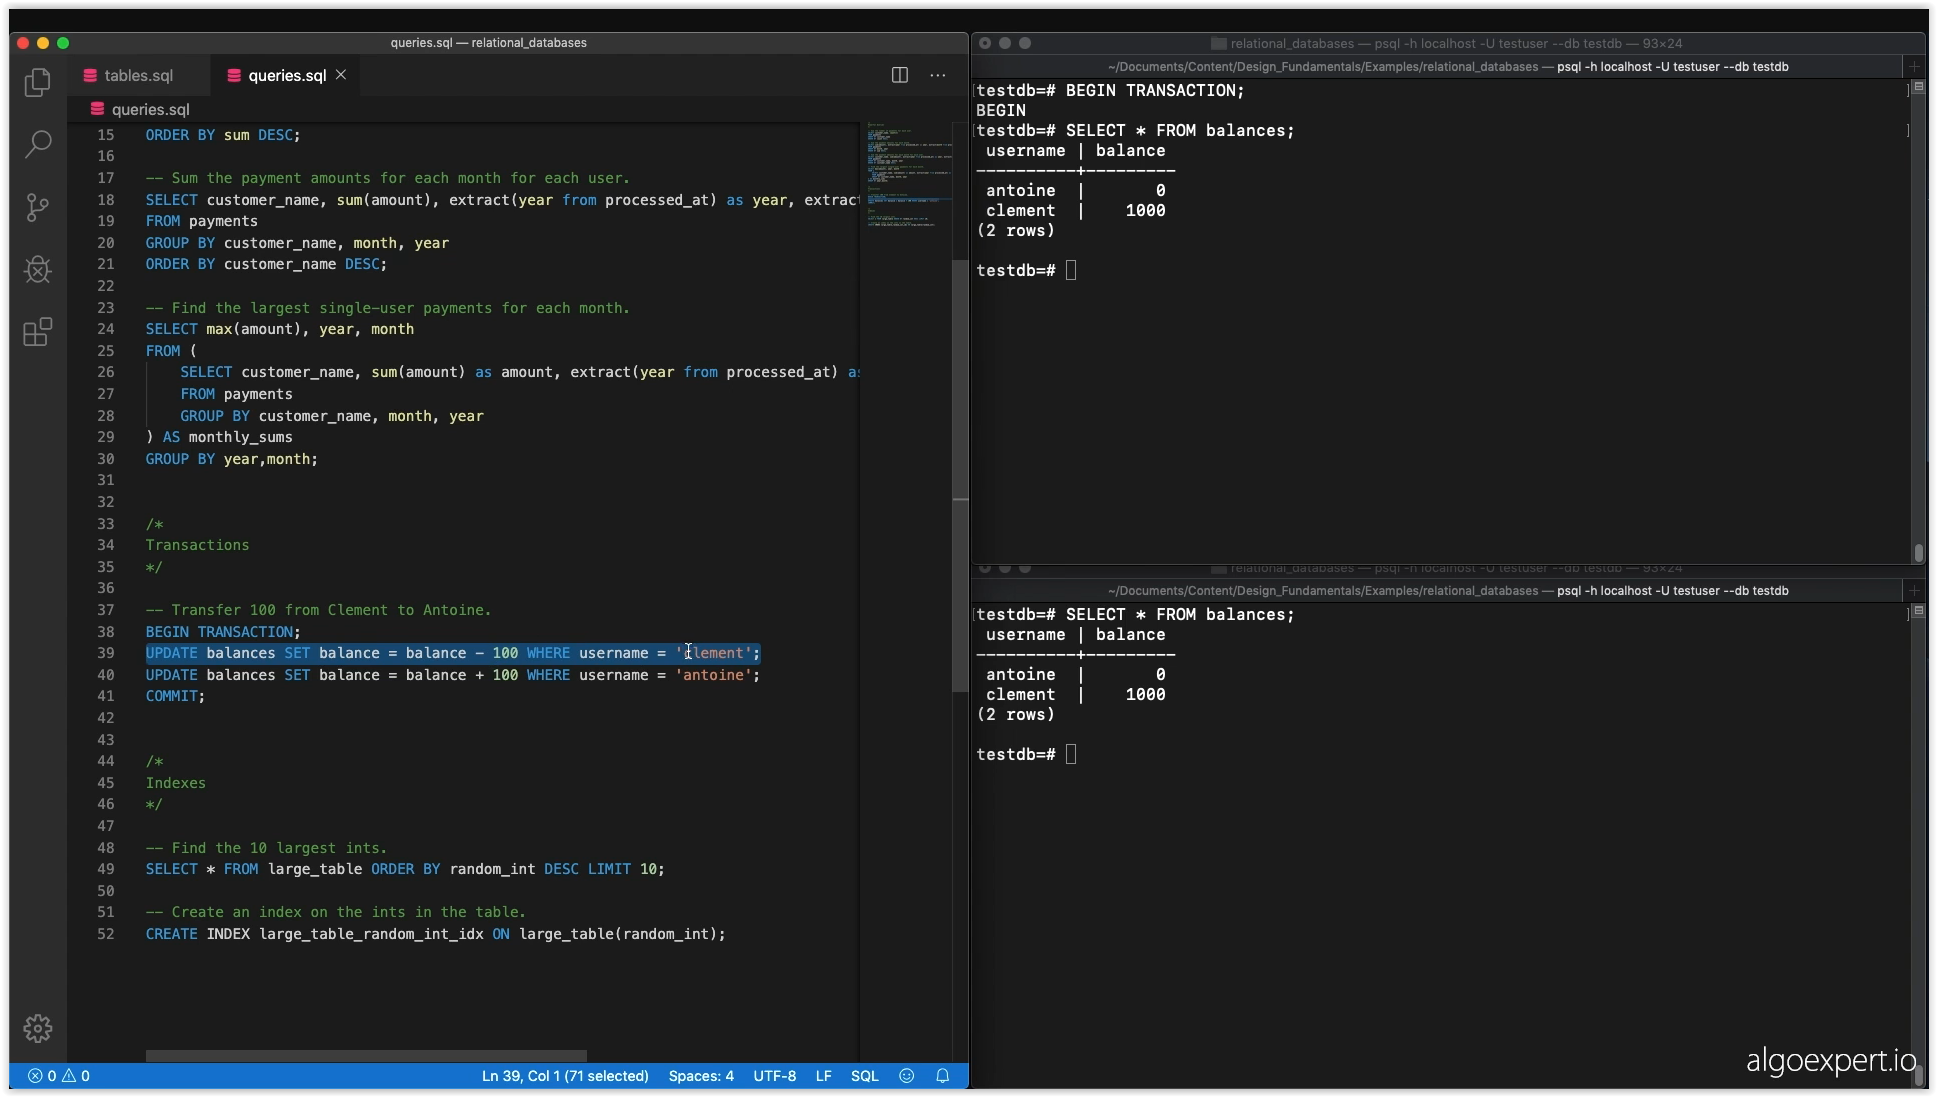 queries.sql — relational_databases
tables.sql
queries.sql
queries.sql
15 ORDER BY sum DESC;
16
17 -- Sum the payment amounts for each month for each user.
18 SELECT customer_name, sum(amount), extract(year from processed_at) as year, extract
19 FROM payments
20 GROUP BY customer_name, month, year
21 ORDER BY customer_name DESC;
22
23 -- Find the largest single-user payments for each month.
24 SELECT max(amount), year, month
25 FROM (
26 SELECT customer_name, sum(amount) as amount, extract(year from processed_at) as
27 FROM payments
28 GROUP BY customer_name, month, year
29 ) AS monthly_sums
30 GROUP BY year,month;
31
32
33 /*
34 Transactions
35 */
36
37 -- Transfer 100 from Clement to Antoine.
38 BEGIN TRANSACTION;
39 UPDATE balances SET balance = balance - 100 WHERE username = 'clement';
40 UPDATE balances SET balance = balance + 100 WHERE username = 'antoine';
41 COMMIT;
42
43
44 /*
45 Indexes
46 */
47
48 -- Find the 10 largest ints.
49 SELECT * FROM large_table ORDER BY random_int DESC LIMIT 10;
50
51 -- Create an index on the ints in the table.
52 CREATE INDEX large_table_random_int_idx ON large_table(random_int);
0 0 Ln 39, Col 1 (71 selected) Spaces: 4 UTF-8 LF SQL
relational_databases — psql -h localhost -U testuser --db testdb — 93×24
~/Documents/Content/Design_Fundamentals/Examples/relational_databases — psql -h localhost -U testuser --db testdb
[testdb=# BEGIN TRANSACTION; ]
BEGIN
[testdb=# SELECT * FROM balances; ]
username | balance
----------+---------
antoine | 0
clement | 1000
(2 rows)
testdb=#
relational_databases — psql -h localhost -U testuser --db testdb — 93×24
~/Documents/Content/Design_Fundamentals/Examples/relational_databases — psql -h localhost -U testuser --db testdb
[testdb=# SELECT * FROM balances; ]
username | balance
----------+---------
antoine | 0
clement | 1000
(2 rows)
testdb=#
algoexpert.io